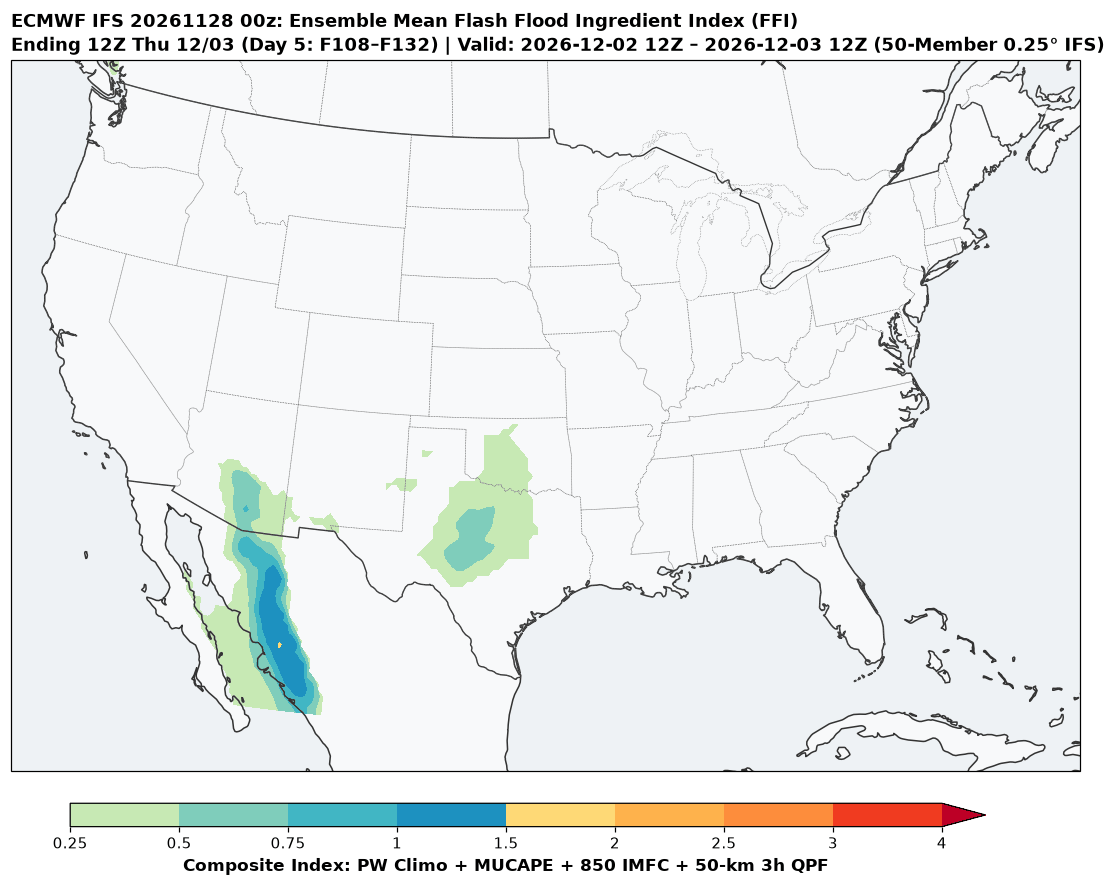 ECMWF IFS 20261128 00z: Ensemble Mean Flash Flood Ingredient Index (FFI)
Ending 12Z Thu 12/03 (Day 5: F108–F132) | Valid: 2026-12-02 12Z – 2026-12-03 12Z (50-Member 0.25° IFS)
0.25 0.5 0.75 1 1.5 2 2.5 3 4
Composite Index: PW Climo + MUCAPE + 850 IMFC + 50-km 3h QPF